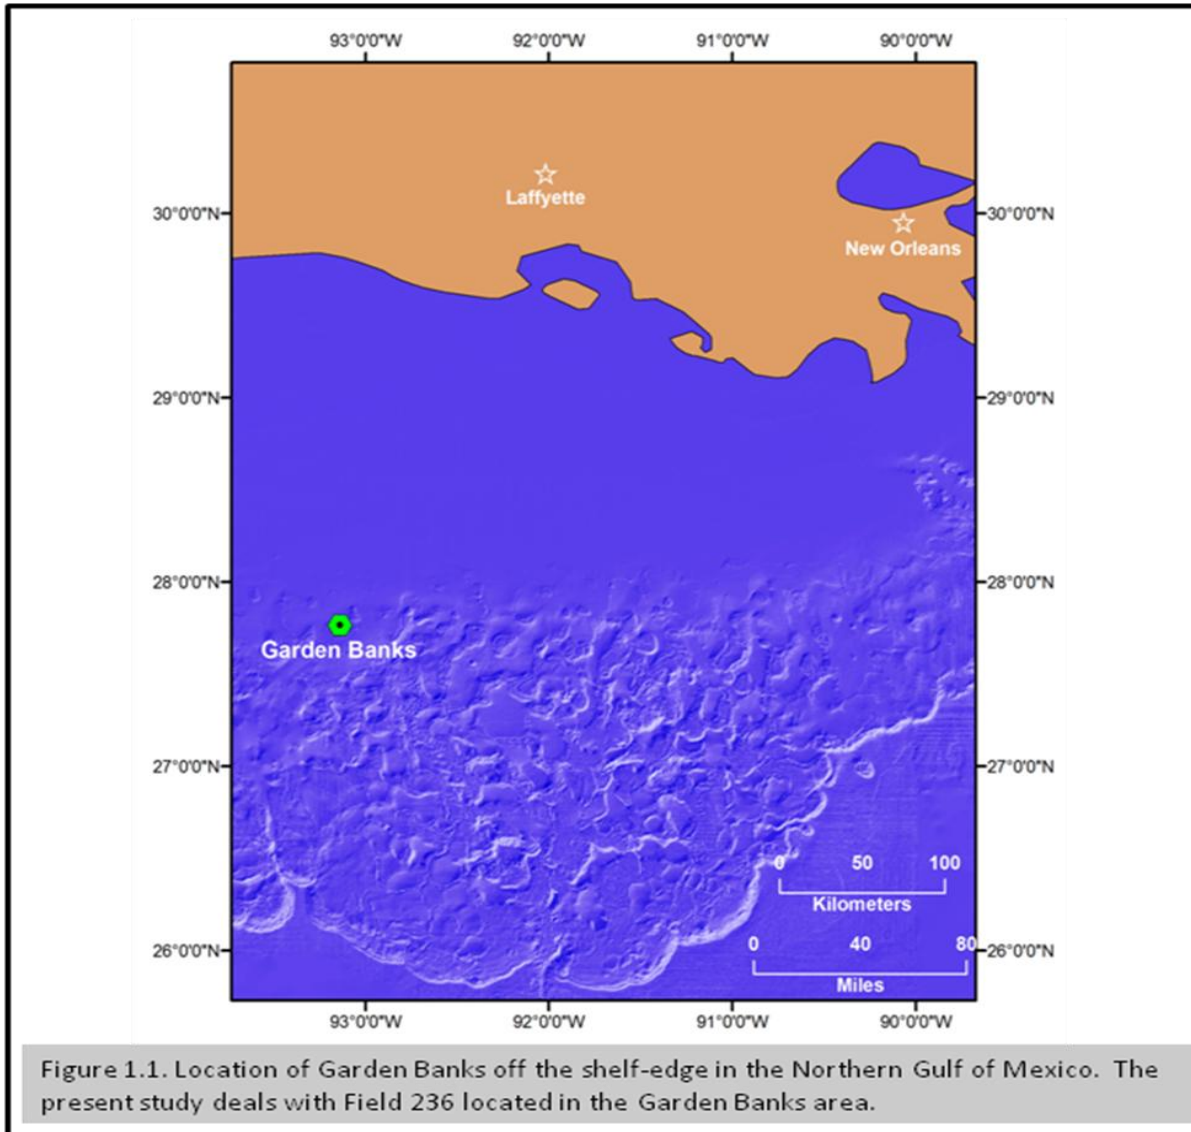 93°0'0"W 92°0'0"W 91°0'0"W 90°0'0"W
Laffyette
30°0'0"N 30°0'0"N
New Orleans
29°0'0"N 29°0'0"N
28°0'0"N 28°0'0"N
Garden Banks
27°0'0"N 27°0'0"N
0 50 100
Kilometers
0 40 80
26°0'0"N 26°0'0"N
Miles
93°0'0"W 92°0'0"W 91°0'0"W 90°0'0"W
Figure 1.1. Location of Garden Banks off the shelf-edge in the Northern Gulf of Mexico. The
present study deals with Field 236 located in the Garden Banks area.